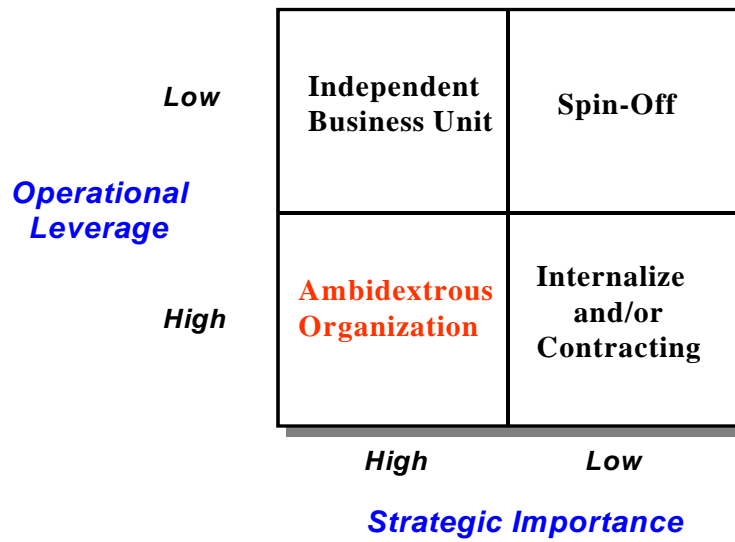 Low
Independent
Business Unit
Spin-Off
Operational
Leverage
High
Ambidextrous
Organization
Internalize
and/or
Contracting
High
Low
Strategic Importance